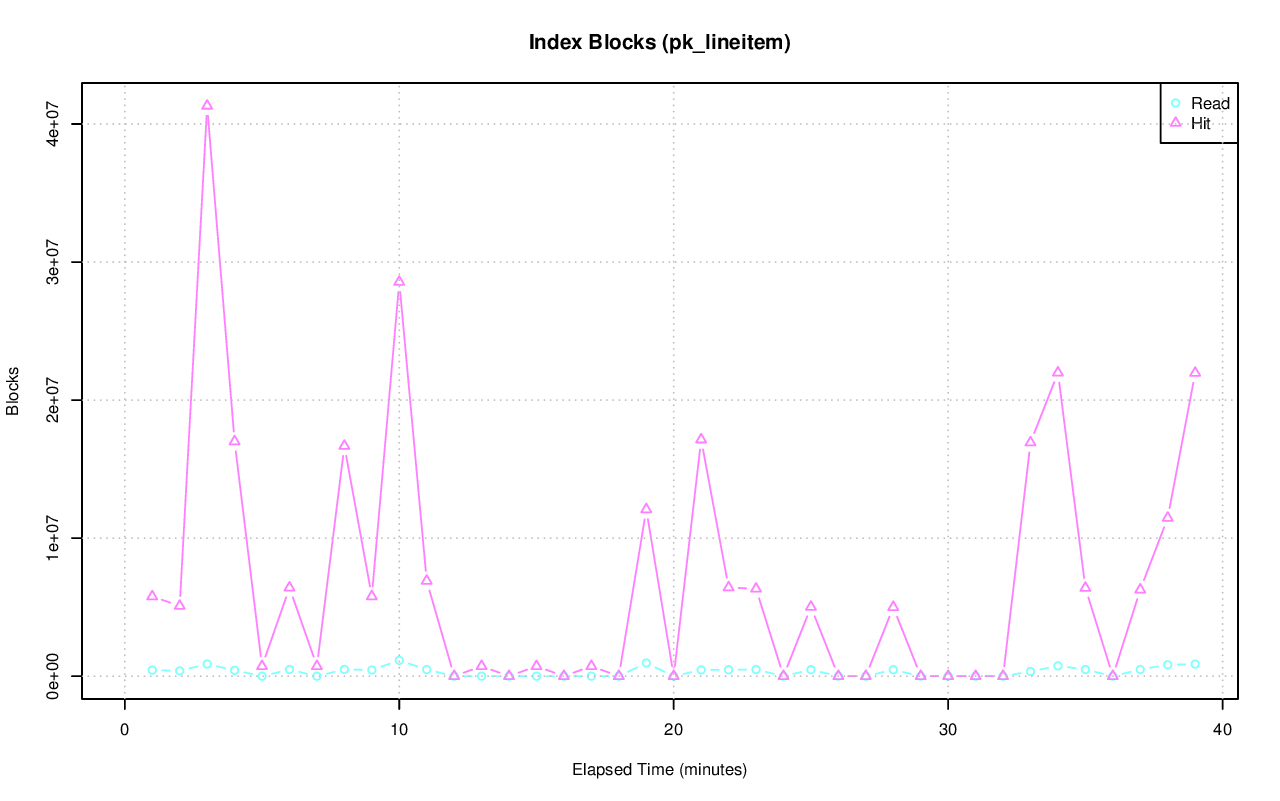 Index Blocks (pk_lineitem)
Read
Hit
4e+07
3e+07
2e+07
1e+07
0e+00
Blocks
0
10
20
30
40
Elapsed Time (minutes)